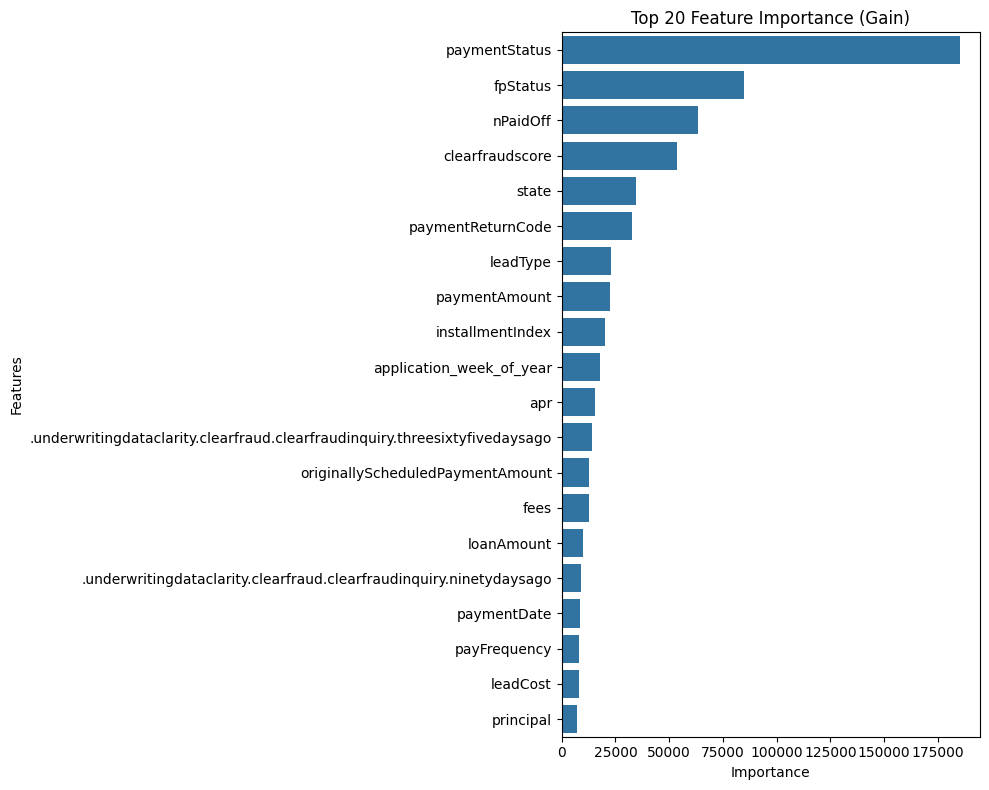 Top 20 Feature Importance (Gain)
Features
paymentStatus
fpStatus
nPaidOff
clearfraudscore
state
paymentReturnCode
leadType
paymentAmount
installmentIndex
application_week_of_year
apr
.underwritingdataclarity.clearfraud.clearfraudinquiry.threesixtyfivedaysago
originallyScheduledPaymentAmount
fees
loanAmount
.underwritingdataclarity.clearfraud.clearfraudinquiry.ninetydaysago
paymentDate
payFrequency
leadCost
principal
0 25000 50000 75000 100000 125000 150000 175000
Importance